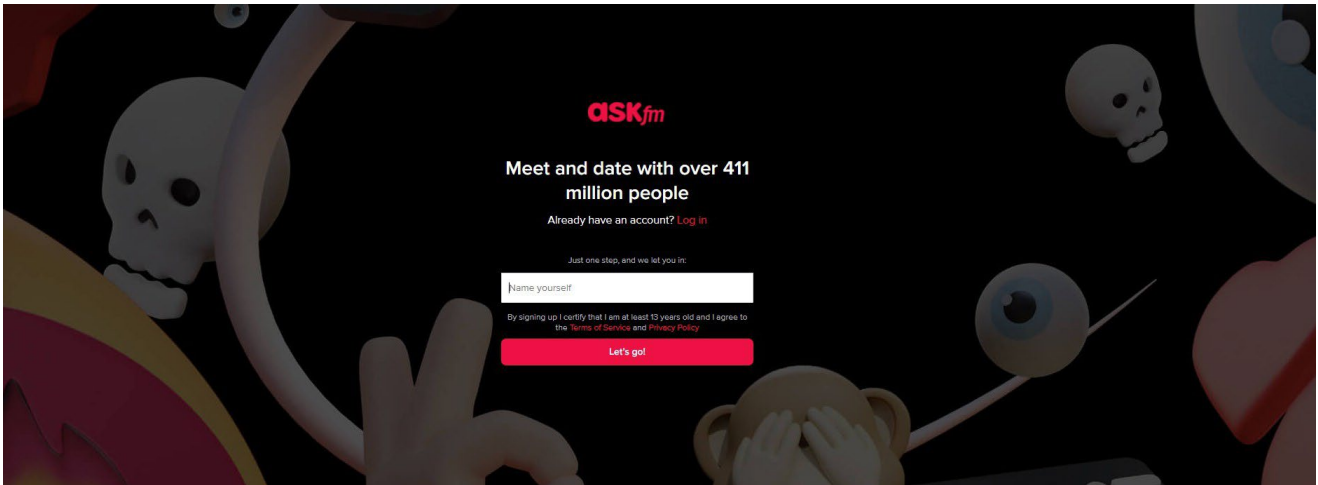 ASKfm
Meet and date with over 411
million people
Already have an account? Log in
Just one step, and we let you in:
Name yourself
By signing up I certify that I am at least 13 years old and I agree to
the Terms of Service and Privacy Policy
Let's go!